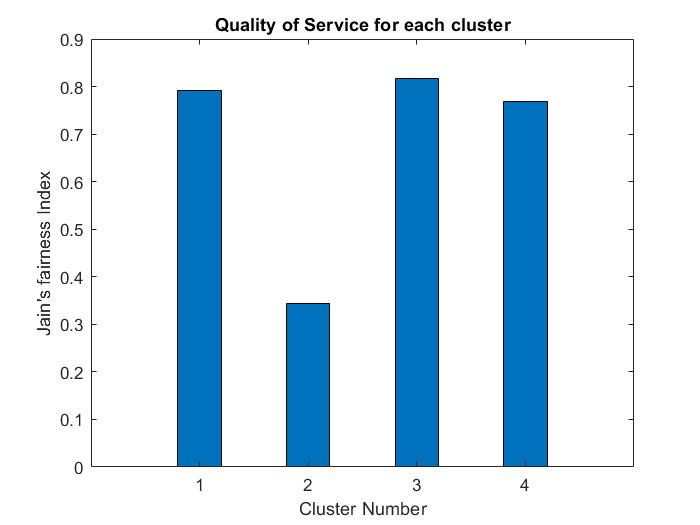 Quality of Service for each cluster
0.9
0.8
0.7
0.6
0.5
0.4
0.3
0.2
0.1
0
Jain's fairness Index
1 2 3 4
Cluster Number